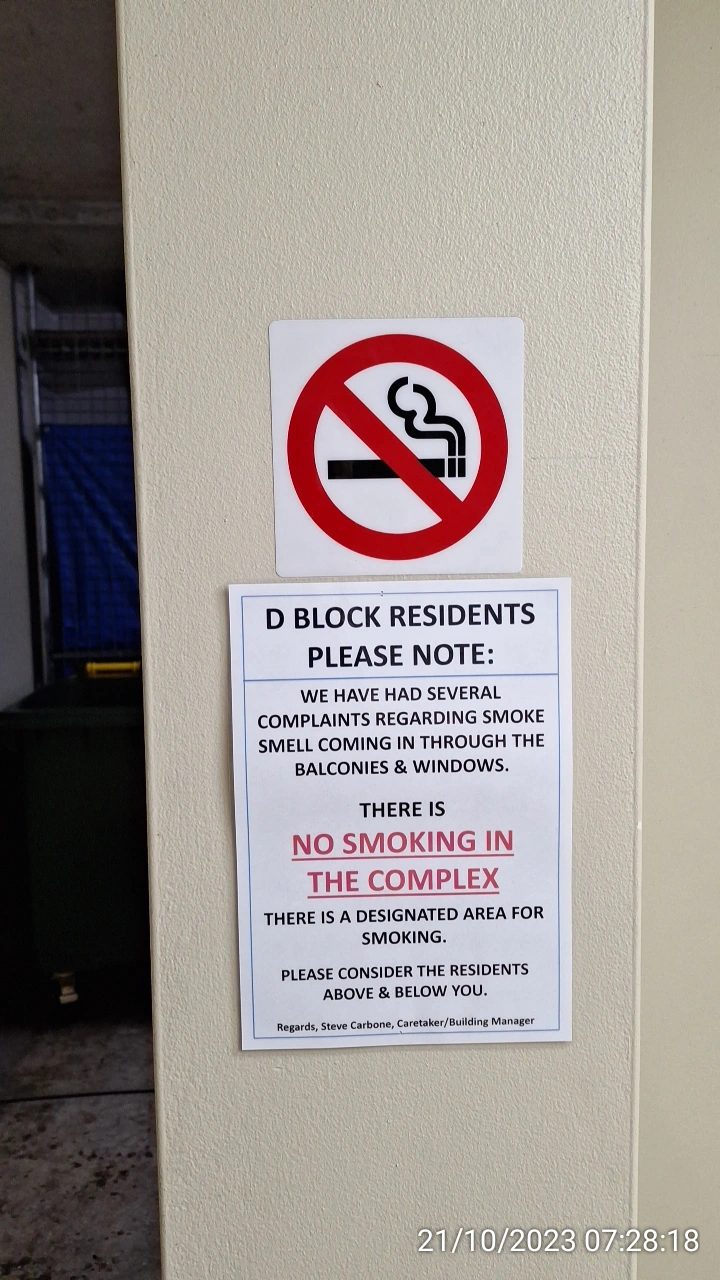 D BLOCK RESIDENTS
PLEASE NOTE:
WE HAVE HAD SEVERAL
COMPLAINTS REGARDING SMOKE
SMELL COMING IN THROUGH THE
BALCONIES & WINDOWS.
THERE IS
NO SMOKING IN
THE COMPLEX
THERE IS A DESIGNATED AREA FOR
SMOKING.
PLEASE CONSIDER THE RESIDENTS
ABOVE & BELOW YOU.
Regards, Steve Carbone, Caretaker/Building Manager
21/10/2023 07:28:18